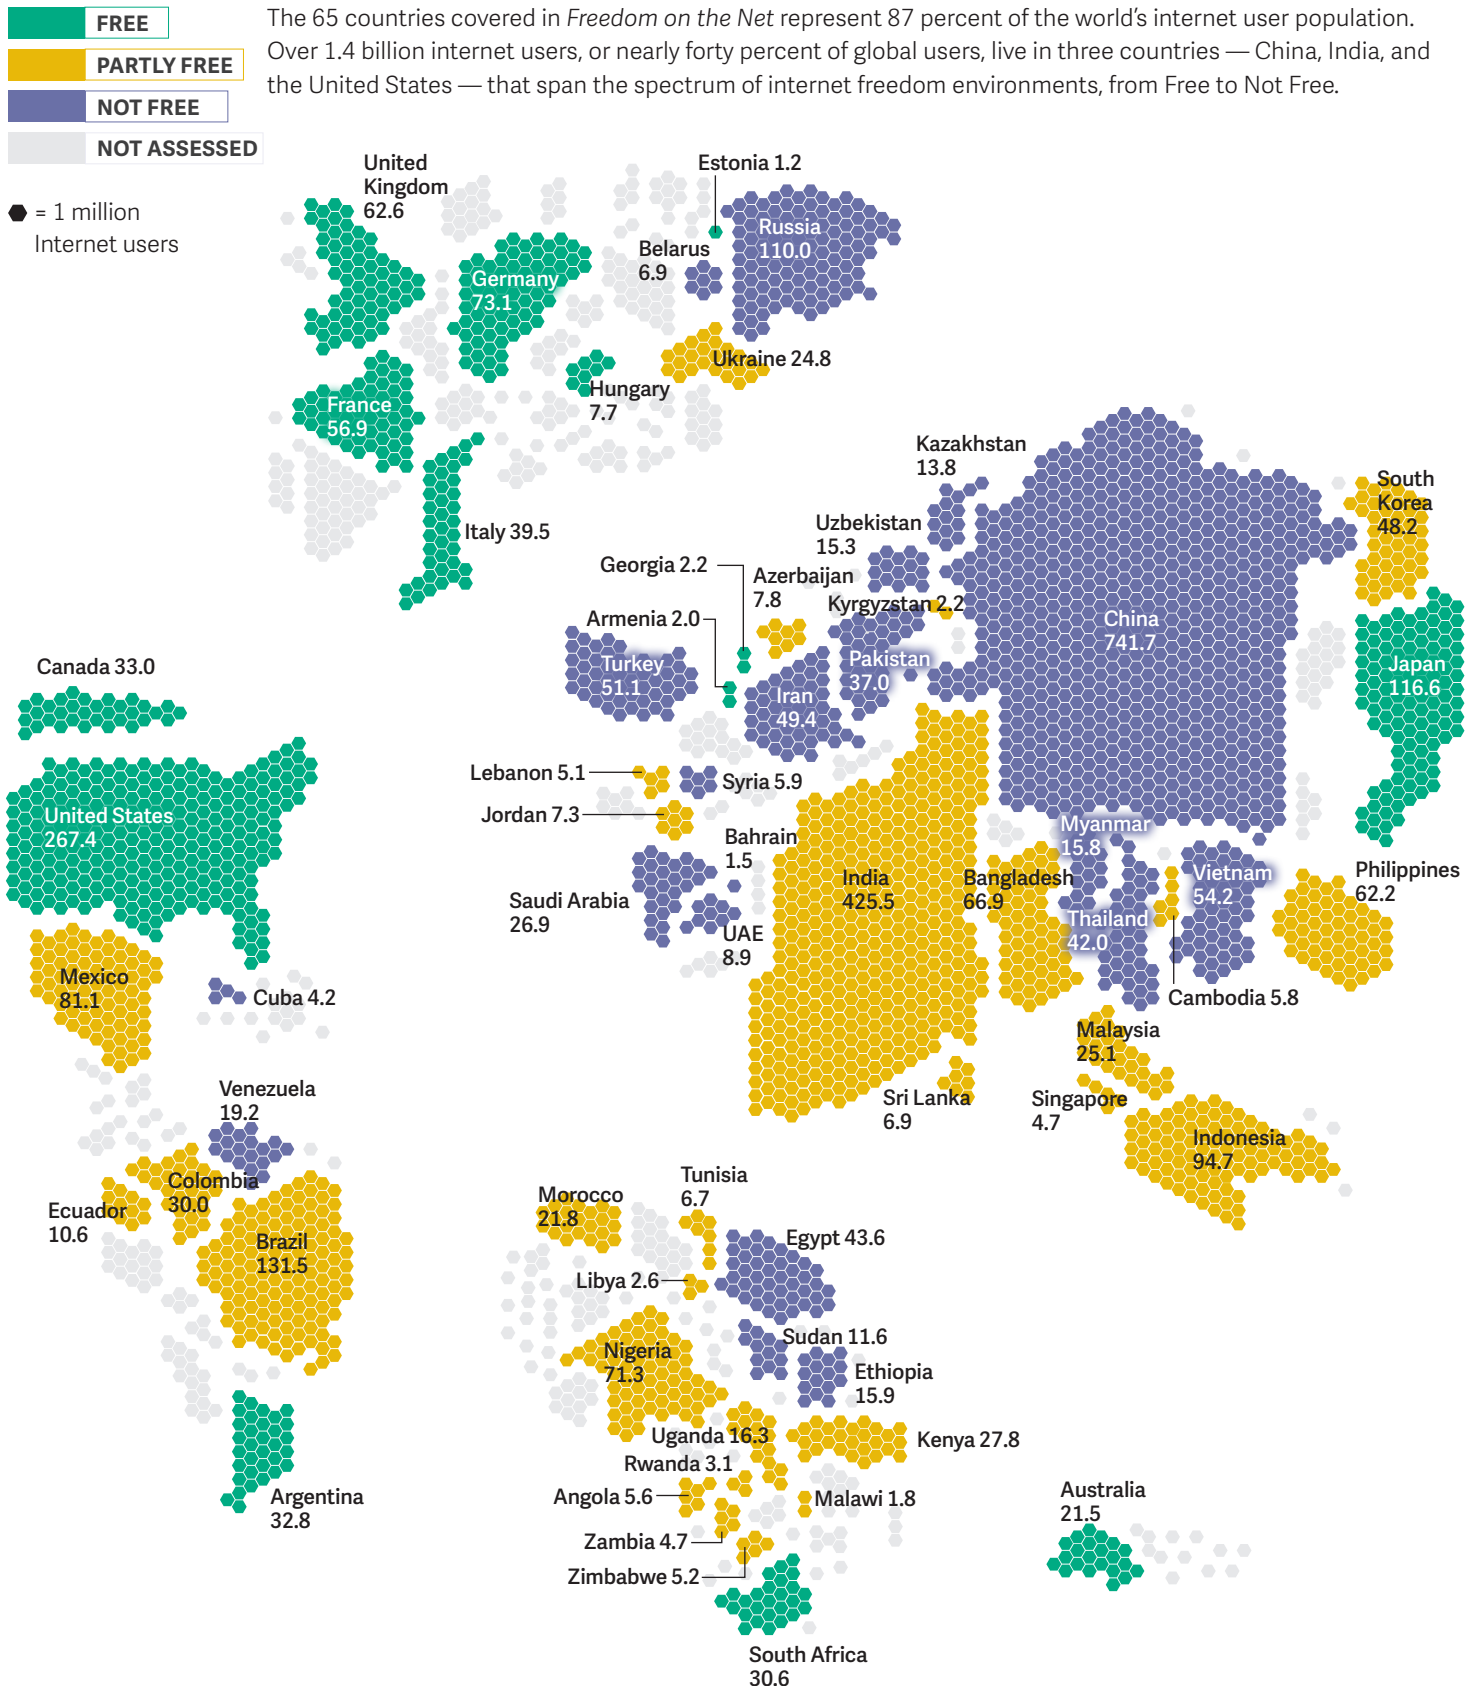 FREE
PARTLY FREE
NOT FREE
NOT ASSESSED
= 1 million
Internet users
The 65 countries covered in Freedom on the Net represent 87 percent of the world’s internet user population.
Over 1.4 billion internet users, or nearly forty percent of global users, live in three countries — China, India, and
the United States — that span the spectrum of internet freedom environments, from Free to Not Free.
United
Kingdom
62.6
Estonia 1.2
Russia
110.0
Belarus
6.9
Germany
73.1
Ukraine 24.8
Hungary
7.7
France
56.9
Italy 39.5
Kazakhstan
13.8
South
Korea
48.2
Uzbekistan
15.3
Georgia 2.2
Azerbaijan
7.8
Kyrgyzstan 2.2
Armenia 2.0
China
741.7
Turkey
51.1
Pakistan
37.0
Iran
49.4
Japan
116.6
Canada 33.0
United States
267.4
Lebanon 5.1
Syria 5.9
Jordan 7.3
Bahrain
1.5
Myanmar
15.8
Saudi Arabia
26.9
UAE
8.9
India
425.5
Bangladesh
66.9
Thailand
42.0
Vietnam
54.2
Philippines
62.2
Cambodia 5.8
Mexico
81.1
Cuba 4.2
Malaysia
25.1
Sri Lanka
6.9
Singapore
4.7
Indonesia
94.7
Venezuela
19.2
Colombia
30.0
Ecuador
10.6
Brazil
131.5
Argentina
32.8
Morocco
21.8
Tunisia
6.7
Egypt 43.6
Libya 2.6
Nigeria
71.3
Sudan 11.6
Ethiopia
15.9
Uganda 16.3
Kenya 27.8
Rwanda 3.1
Angola 5.6
Malawi 1.8
Zambia 4.7
Zimbabwe 5.2
South Africa
30.6
Australia
21.5